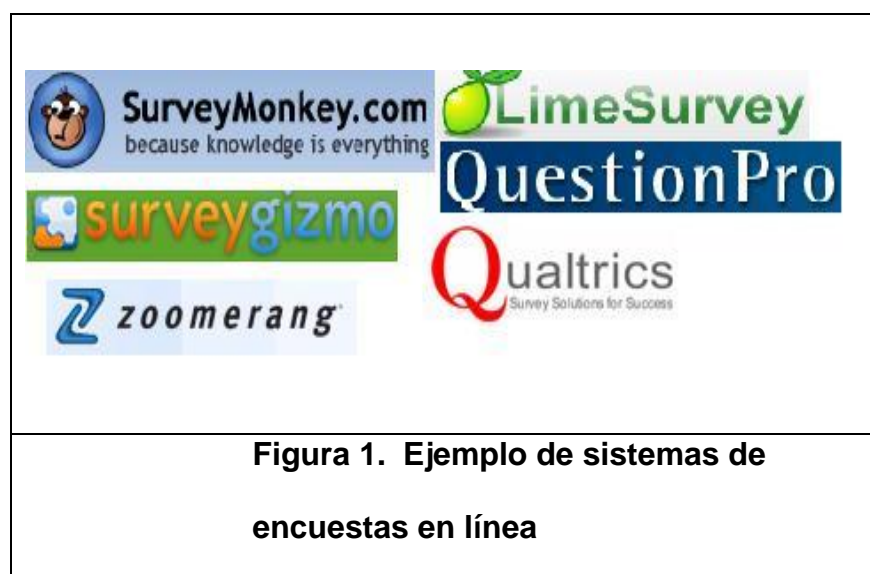 SurveyMonkey.com
because knowledge is everything
LimeSurvey
QuestionPro
surveygizmo
Qualtrics
Survey Solutions for Success
zoomerang
Figura 1. Ejemplo de sistemas de
encuestas en línea